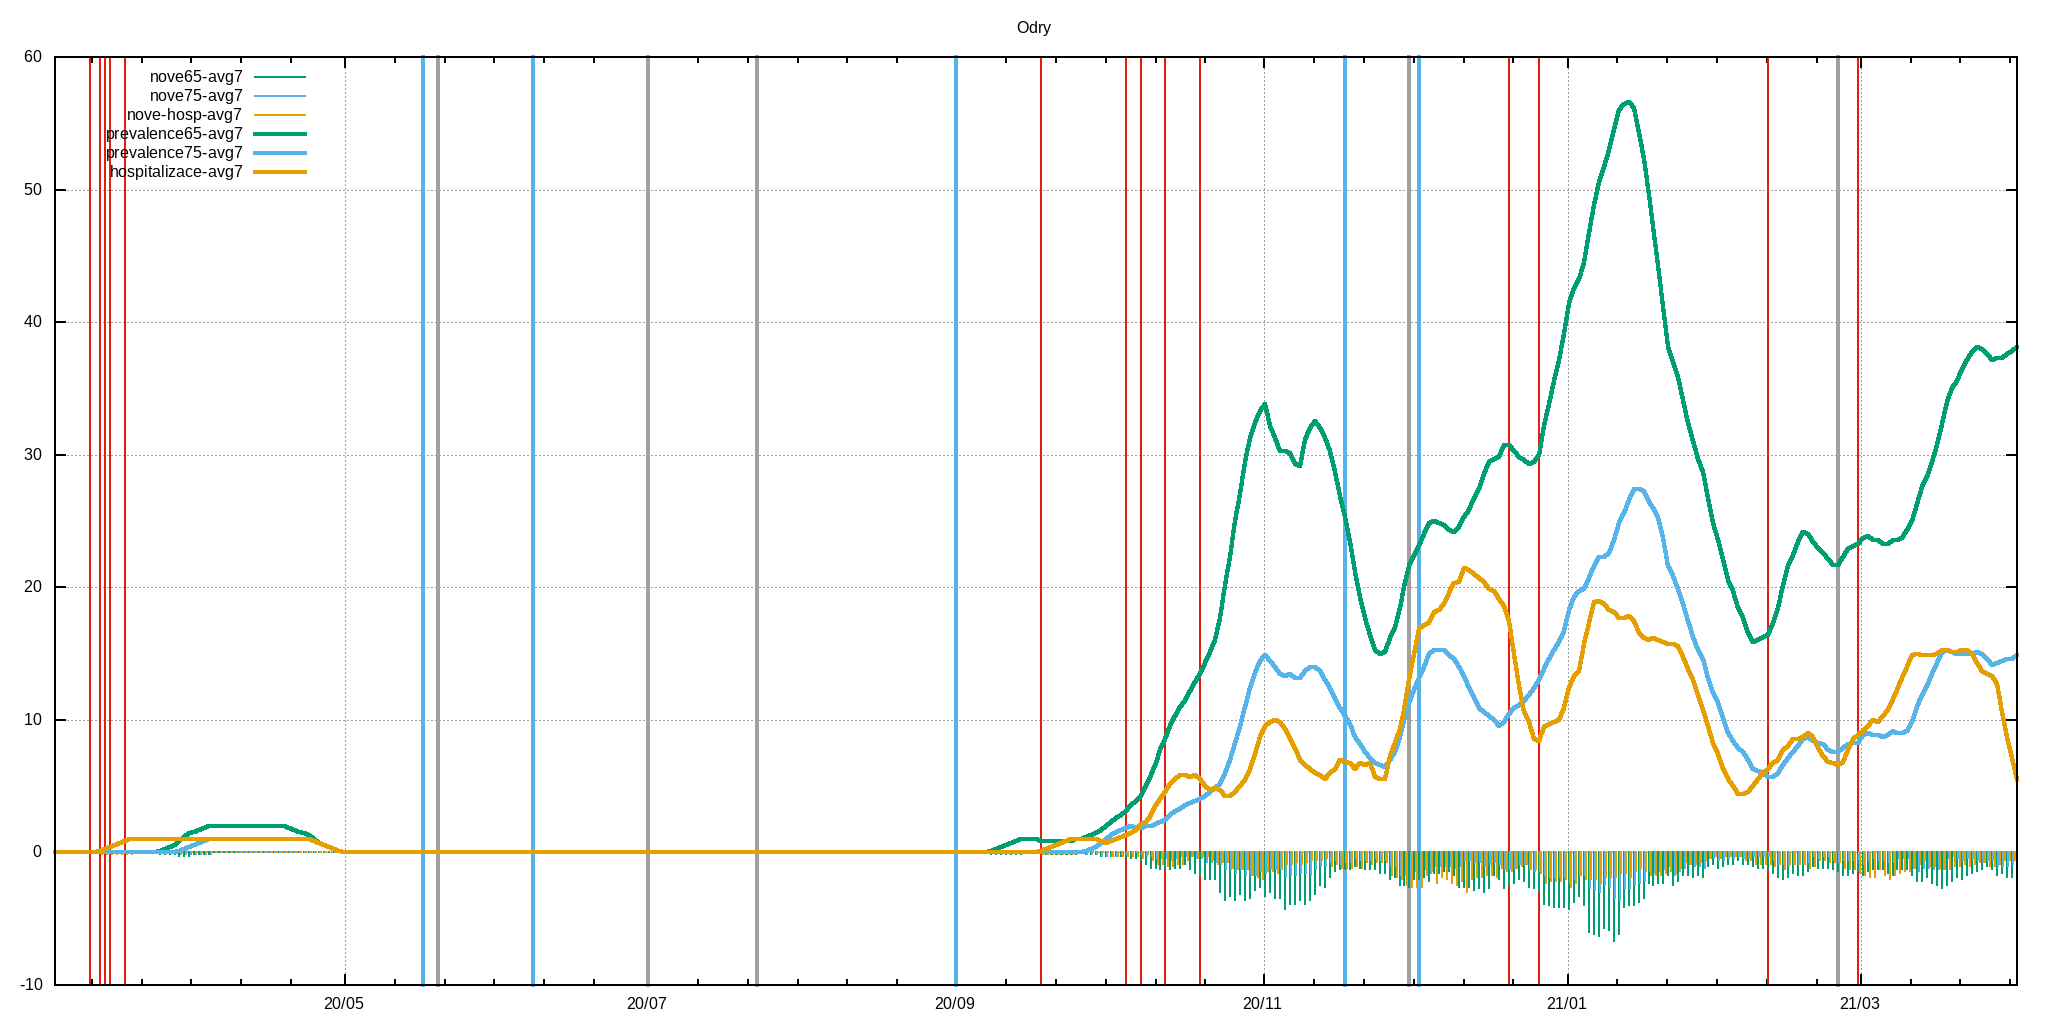 Odry
60
50
40
30
20
10
0
-10
nove65-avg7
nove75-avg7
nove-hosp-avg7
prevalence65-avg7
prevalence75-avg7
hospitalizace-avg7
20/05
20/07
20/09
20/11
21/01
21/03